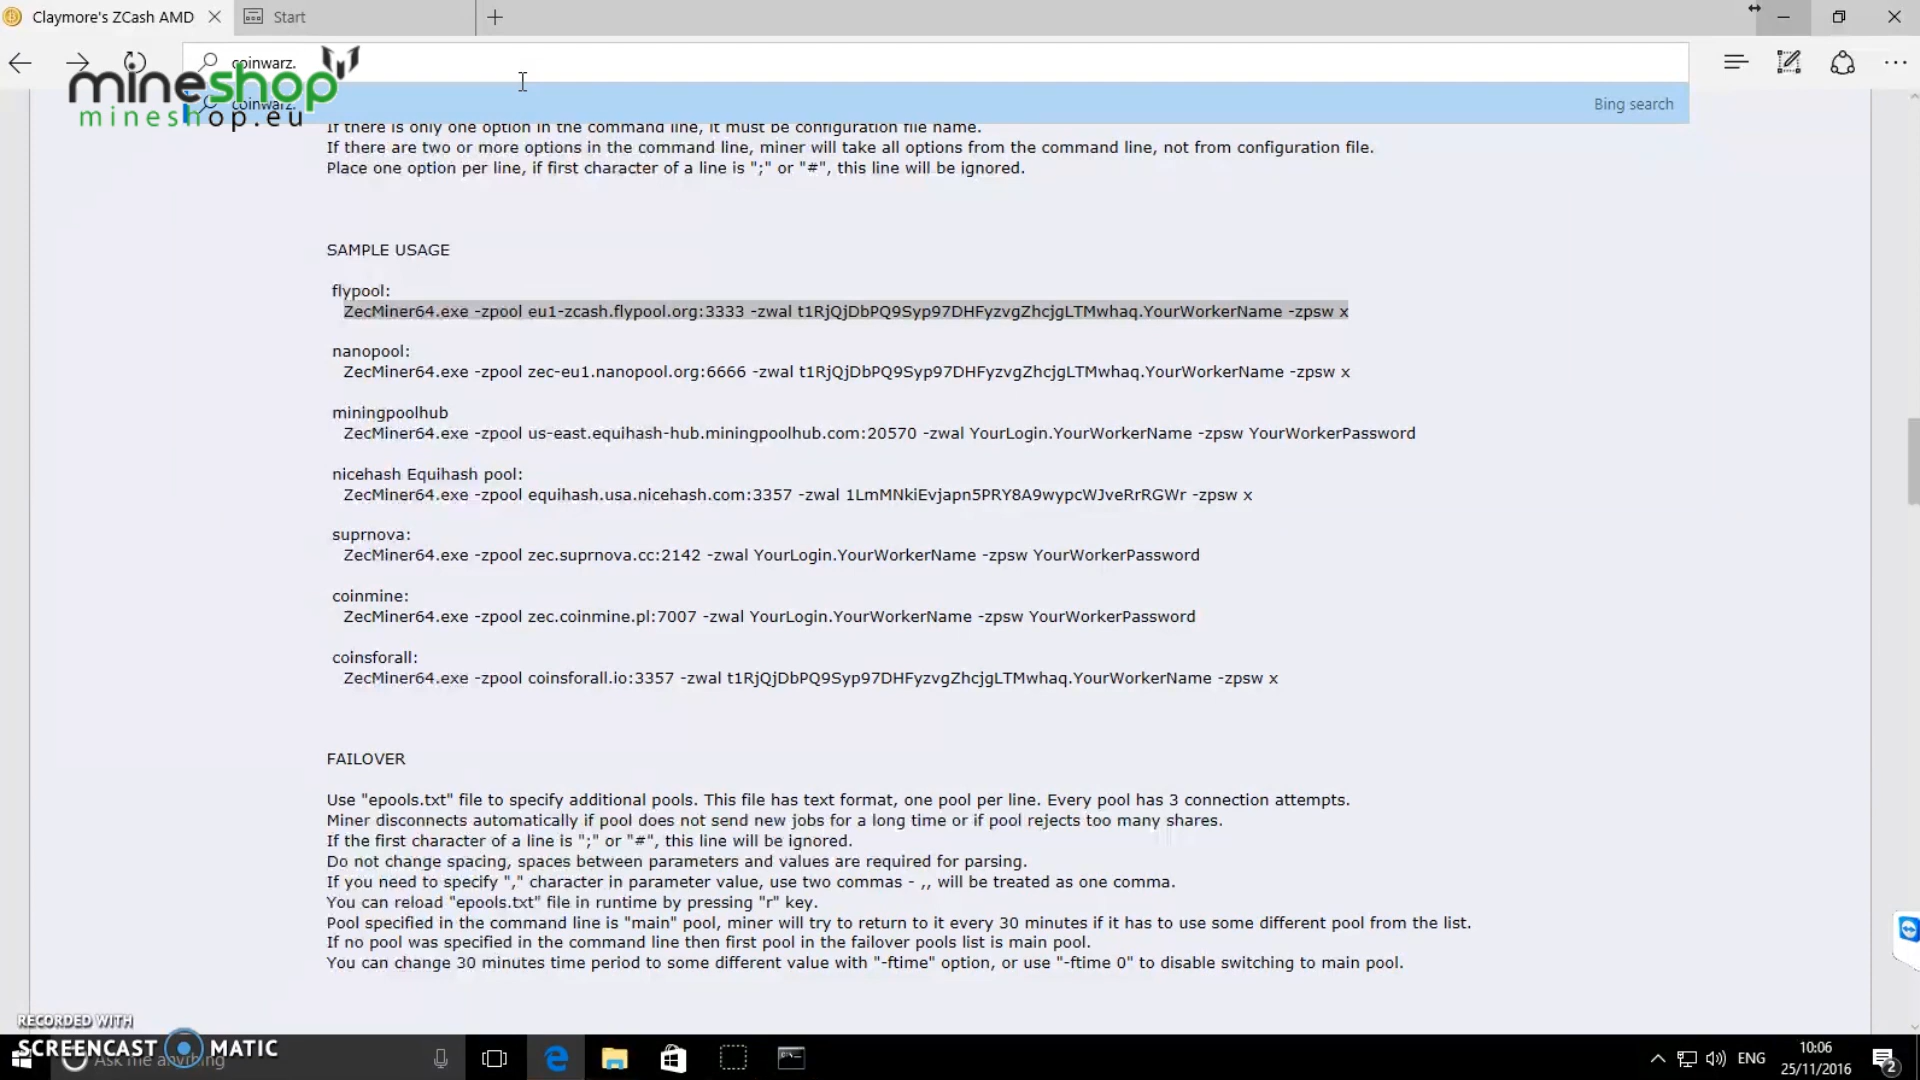 Claymore's ZCash AMD
Start
coinwarz.
mineshop
mineshop.eu
coinwarz.
Bing search
If there is only one option in the command line, it must be configuration file name.
If there are two or more options in the command line, miner will take all options from the command line, not from configuration file.
Place one option per line, if first character of a line is ";" or "#", this line will be ignored.
SAMPLE USAGE
flypool:
ZecMiner64.exe -zpool eu1-zcash.flypool.org:3333 -zwal t1RjQjDbPQ9Syp97DHFyzvgZhcjgLTMwhaq.YourWorkerName -zpsw x
nanopool:
ZecMiner64.exe -zpool zec-eu1.nanopool.org:6666 -zwal t1RjQjDbPQ9Syp97DHFyzvgZhcjgLTMwhaq.YourWorkerName -zpsw x
miningpoolhub
ZecMiner64.exe -zpool us-east.equihash-hub.miningpoolhub.com:20570 -zwal YourLogin.YourWorkerName -zpsw YourWorkerPassword
nicehash Equihash pool:
ZecMiner64.exe -zpool equihash.usa.nicehash.com:3357 -zwal 1LmMNkiEvjapn5PRY8A9wypcWJveRrRGWr -zpsw x
suprnova:
ZecMiner64.exe -zpool zec.suprnova.cc:2142 -zwal YourLogin.YourWorkerName -zpsw YourWorkerPassword
coinmine:
ZecMiner64.exe -zpool zec.coinmine.pl:7007 -zwal YourLogin.YourWorkerName -zpsw YourWorkerPassword
coinsforall:
ZecMiner64.exe -zpool coinsforall.io:3357 -zwal t1RjQjDbPQ9Syp97DHFyzvgZhcjgLTMwhaq.YourWorkerName -zpsw x
FAILOVER
Use "epools.txt" file to specify additional pools. This file has text format, one pool per line. Every pool has 3 connection attempts.
Miner disconnects automatically if pool does not send new jobs for a long time or if pool rejects too many shares.
If the first character of a line is ";" or "#", this line will be ignored.
Do not change spacing, spaces between parameters and values are required for parsing.
If you need to specify "," character in parameter value, use two commas - ,, will be treated as one comma.
You can reload "epools.txt" file in runtime by pressing "r" key.
Pool specified in the command line is "main" pool, miner will try to return to it every 30 minutes if it has to use some different pool from the list.
If no pool was specified in the command line then first pool in the failover pools list is main pool.
You can change 30 minutes time period to some different value with "-ftime" option, or use "-ftime 0" to disable switching to main pool.
RECORDED WITH
SCREENCAST MATIC
Ask me anything
ENG
10:06
25/11/2016
2